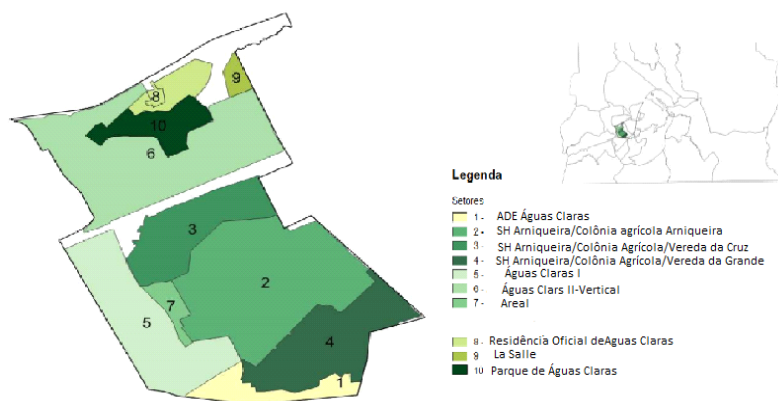 9
8
10
6
3
2
7
5
4
1
Legenda
Setores
1 - ADE Águas Claras
2 - SH Arniqueira/Colônia agrícola Arniqueira
3 - SH Arniqueira/Colônia Agrícola/Vereda da Cruz
4 - SH Arniqueira/Colônia Agrícola/Vereda da Grande
5 - Águas Claras I
6 - Águas Clars II-Vertical
7 - Areal
8 - Residência Oficial deAguas Claras
9 La Salle
10 Parque de Águas Claras